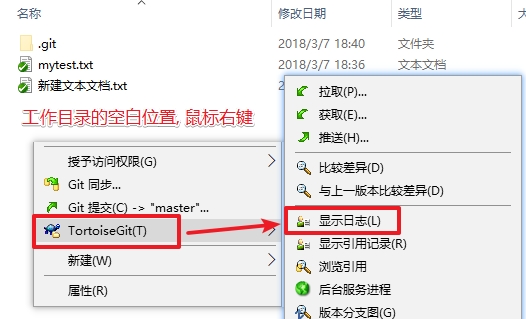 名称
修改日期
类型
.git
2018/3/7 18:40
文件夹
mytest.txt
2018/3/7 18:36
文本文档
新建文本文档.txt
工作目录的空白位置, 鼠标右键
授予访问权限(G)
Git 同步...
Git 提交(C) -> "master"...
TortoiseGit(T)
新建(W)
属性(R)
拉取(P)...
获取(E)...
推送(H)...
比较差异(D)
与上一版本比较差异(D)
显示日志(L)
显示引用记录(R)
浏览引用
后台服务进程
版本分支图(G)